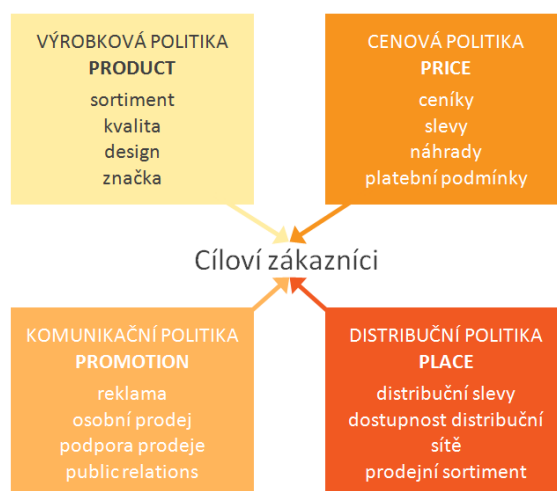 VÝROBKOVÁ POLITIKA
PRODUCT
sortiment
kvalita
design
značka
CENOVÁ POLITIKA
PRICE
ceníky
slevy
náhrady
platební podmínky
Cíloví zákazníci
KOMUNIKAČNÍ POLITIKA
PROMOTION
reklama
osobní prodej
podpora prodeje
public relations
DISTRIBUČNÍ POLITIKA
PLACE
distribuční slevy
dostupnost distribuční
sítě
prodejní sortiment